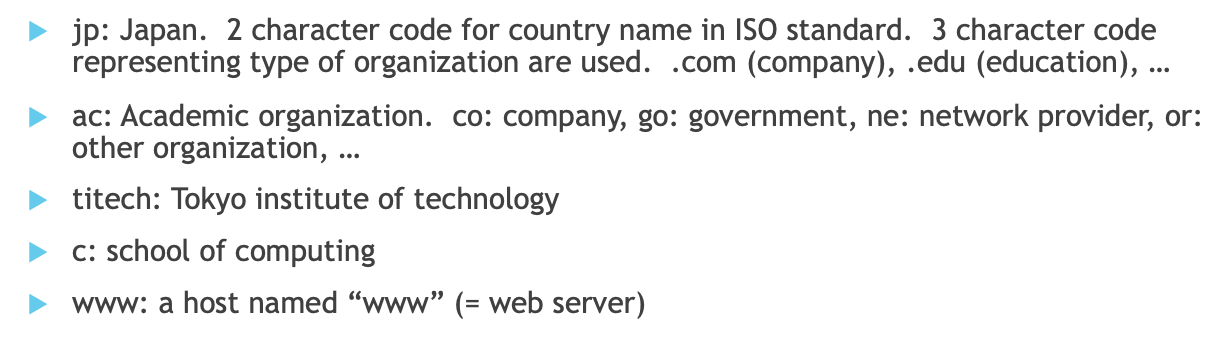 jp: Japan.  2 character code for country name in ISO standard.  3 character code
representing type of organization are used.  .com (company), .edu (education), …
ac: Academic organization.  co: company, go: government, ne: network provider, or:
other organization, …
titech: Tokyo institute of technology
c: school of computing
www: a host named “www” (= web server)